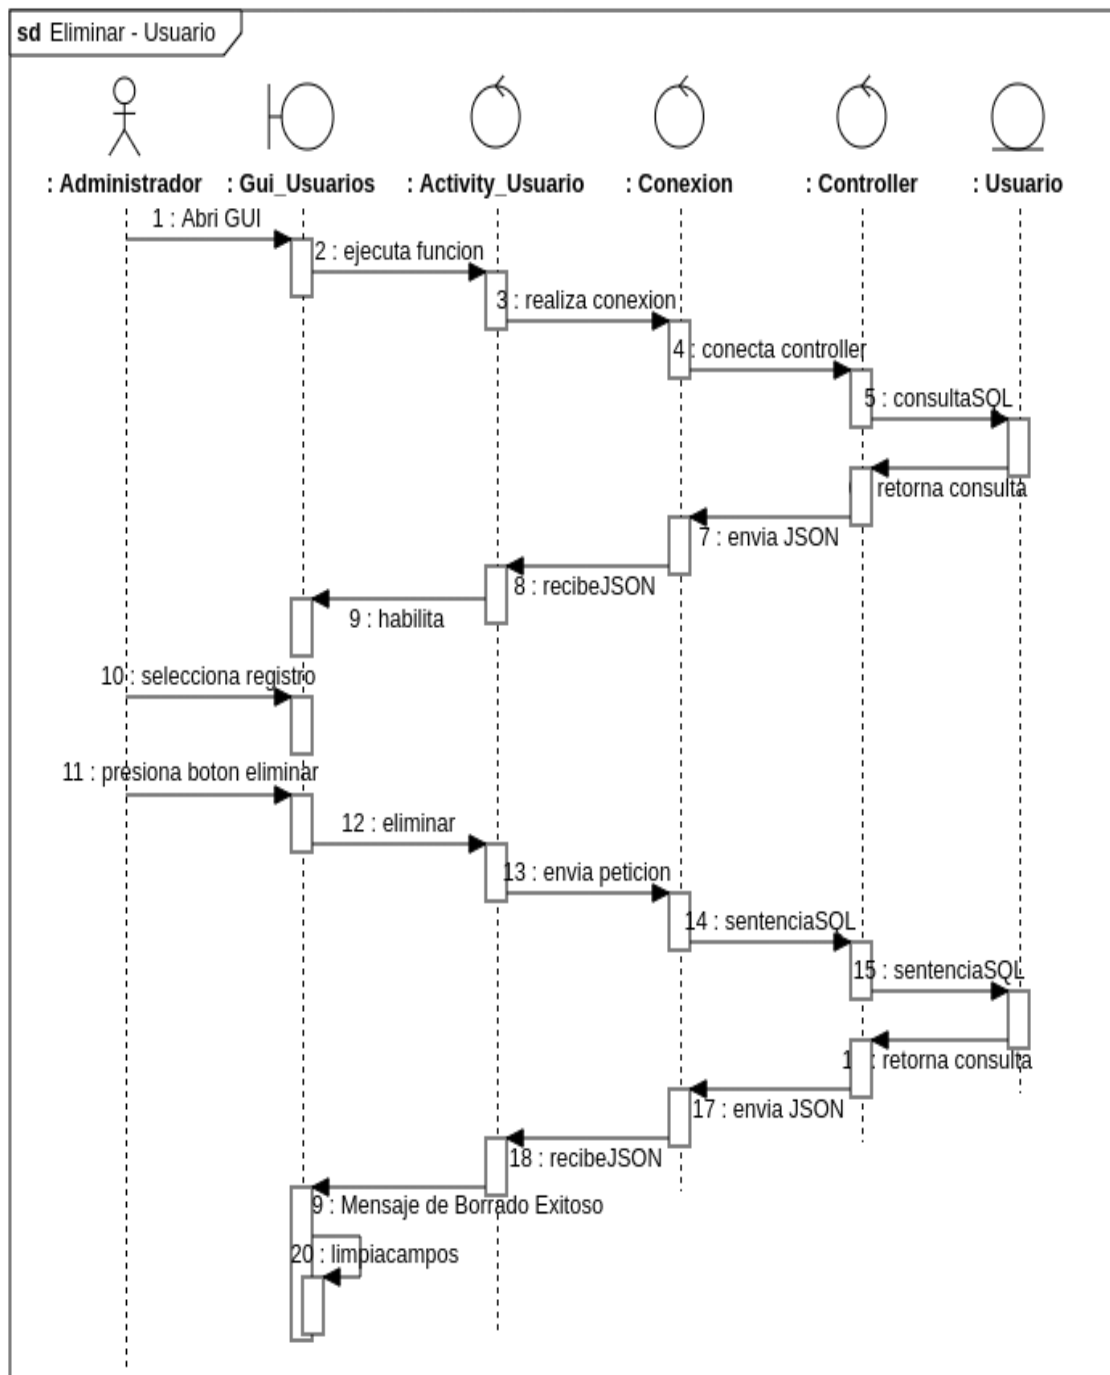 sd Eliminar - Usuario
: Administrador
: Gui_Usuarios
: Activity_Usuario
: Conexion
: Controller
: Usuario
1 : Abri GUI
2 : ejecuta funcion
3 : realiza conexion
4 : conecta controller
5 : consultaSQL
retorna consulta
7 : envia JSON
8 : recibeJSON
9 : habilita
10 : selecciona registro
11 : presiona boton eliminar
12 : eliminar
13 : envia peticion
14 : sentenciaSQL
15 : sentenciaSQL
: retorna consulta
17 : envia JSON
18 : recibeJSON
9 : Mensaje de Borrado Exitoso
20 : limpiacampos